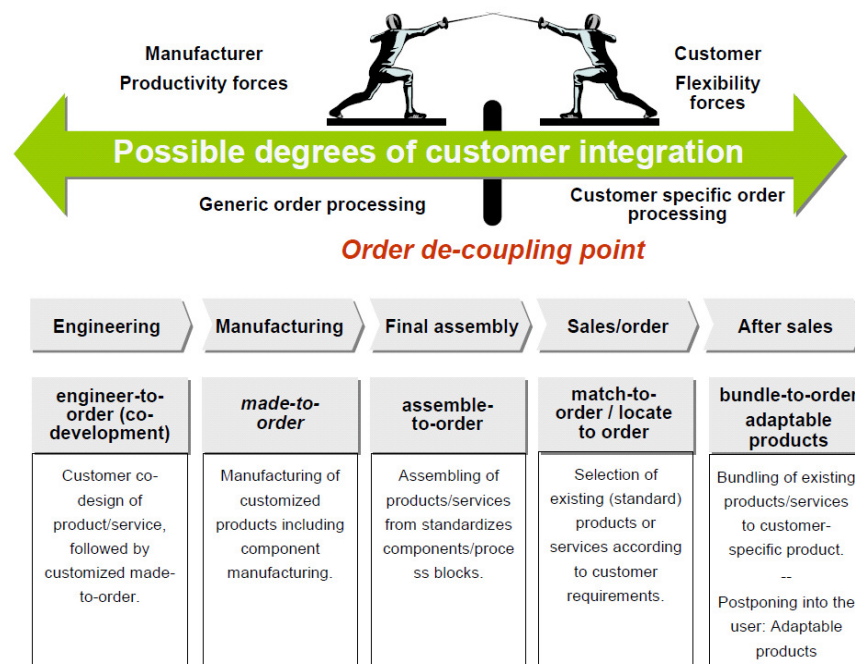 Manufacturer
Productivity forces
Customer
Flexibility
forces
Possible degrees of customer integration
Generic order processing
Customer specific order
processing
Order de-coupling point
Engineering
Manufacturing
Final assembly
Sales/order
After sales
engineer-to-
order (co-
development)
Customer co-
design of
product/service,
followed by
customized made-
to-order.
made-to-
order
Manufacturing of
customized
products including
component
manufacturing.
assemble-
to-order
Assembling of
products/services
from standardizes
components/proce
ss blocks.
match-to-
order / locate
to order
Selection of
existing (standard)
products or
services according
to customer
requirements.
bundle-to-order
adaptable
products
Bundling of existing
products/services
to customer-
specific product.
--
Postponing into the
user: Adaptable
products